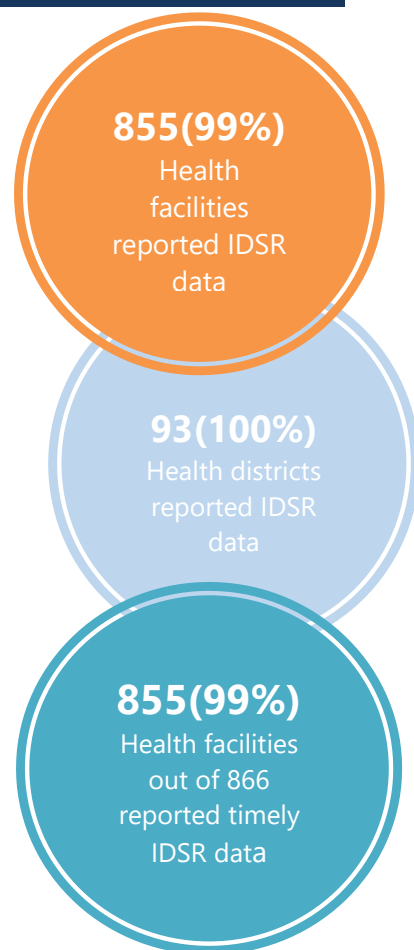 855(99%)
Health
facilities
reported IDSR
data
93(100%)
Health districts
reported IDSR
data
855(99%)
Health facilities
out of 866
reported timely
IDSR data